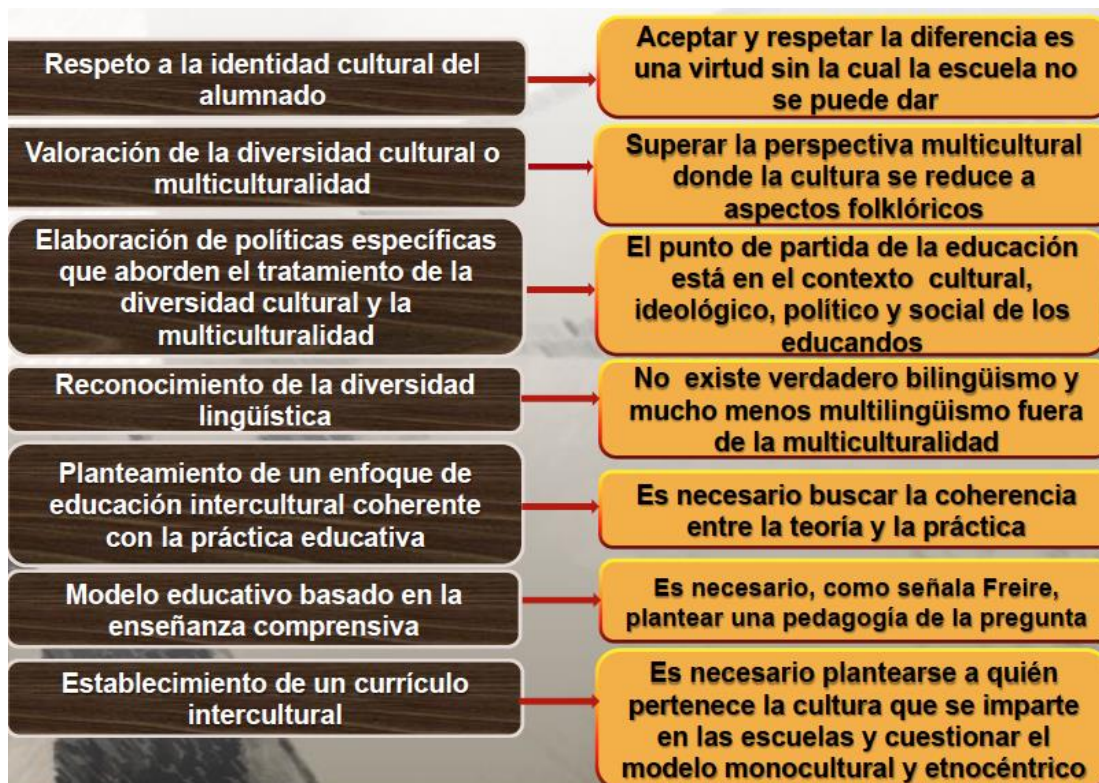 Respeto a la identidad cultural del
alumnado
Aceptar y respetar la diferencia es
una virtud sin la cual la escuela no
se puede dar
Valoración de la diversidad cultural o
multiculturalidad
Superar la perspectiva multicultural
donde la cultura se reduce a
aspectos folklóricos
Elaboración de políticas específicas
que aborden el tratamiento de la
diversidad cultural y la
multiculturalidad
El punto de partida de la educación
está en el contexto cultural,
ideológico, político y social de los
educandos
Reconocimiento de la diversidad
lingüística
No existe verdadero bilingüismo y
mucho menos multilingüismo fuera
de la multiculturalidad
Planteamiento de un enfoque de
educación intercultural coherente
con la práctica educativa
Es necesario buscar la coherencia
entre la teoría y la práctica
Modelo educativo basado en la
enseñanza comprensiva
Es necesario, como señala Freire,
plantear una pedagogía de la pregunta
Establecimiento de un currículo
intercultural
Es necesario plantearse a quién
pertenece la cultura que se imparte
en las escuelas y cuestionar el
modelo monocultural y etnocéntrico